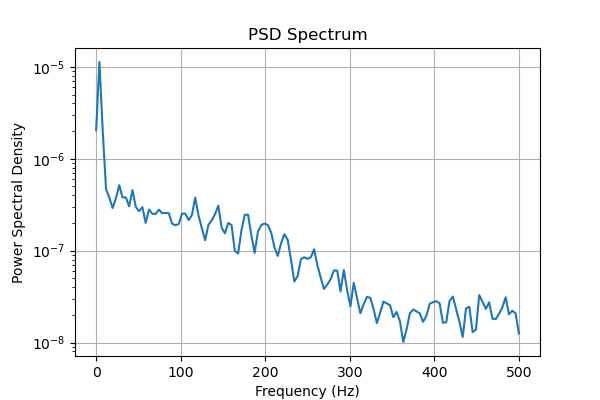 PSD Spectrum
Power Spectral Density
10⁻⁵
10⁻⁶
10⁻⁷
10⁻⁸
0 100 200 300 400 500
Frequency (Hz)